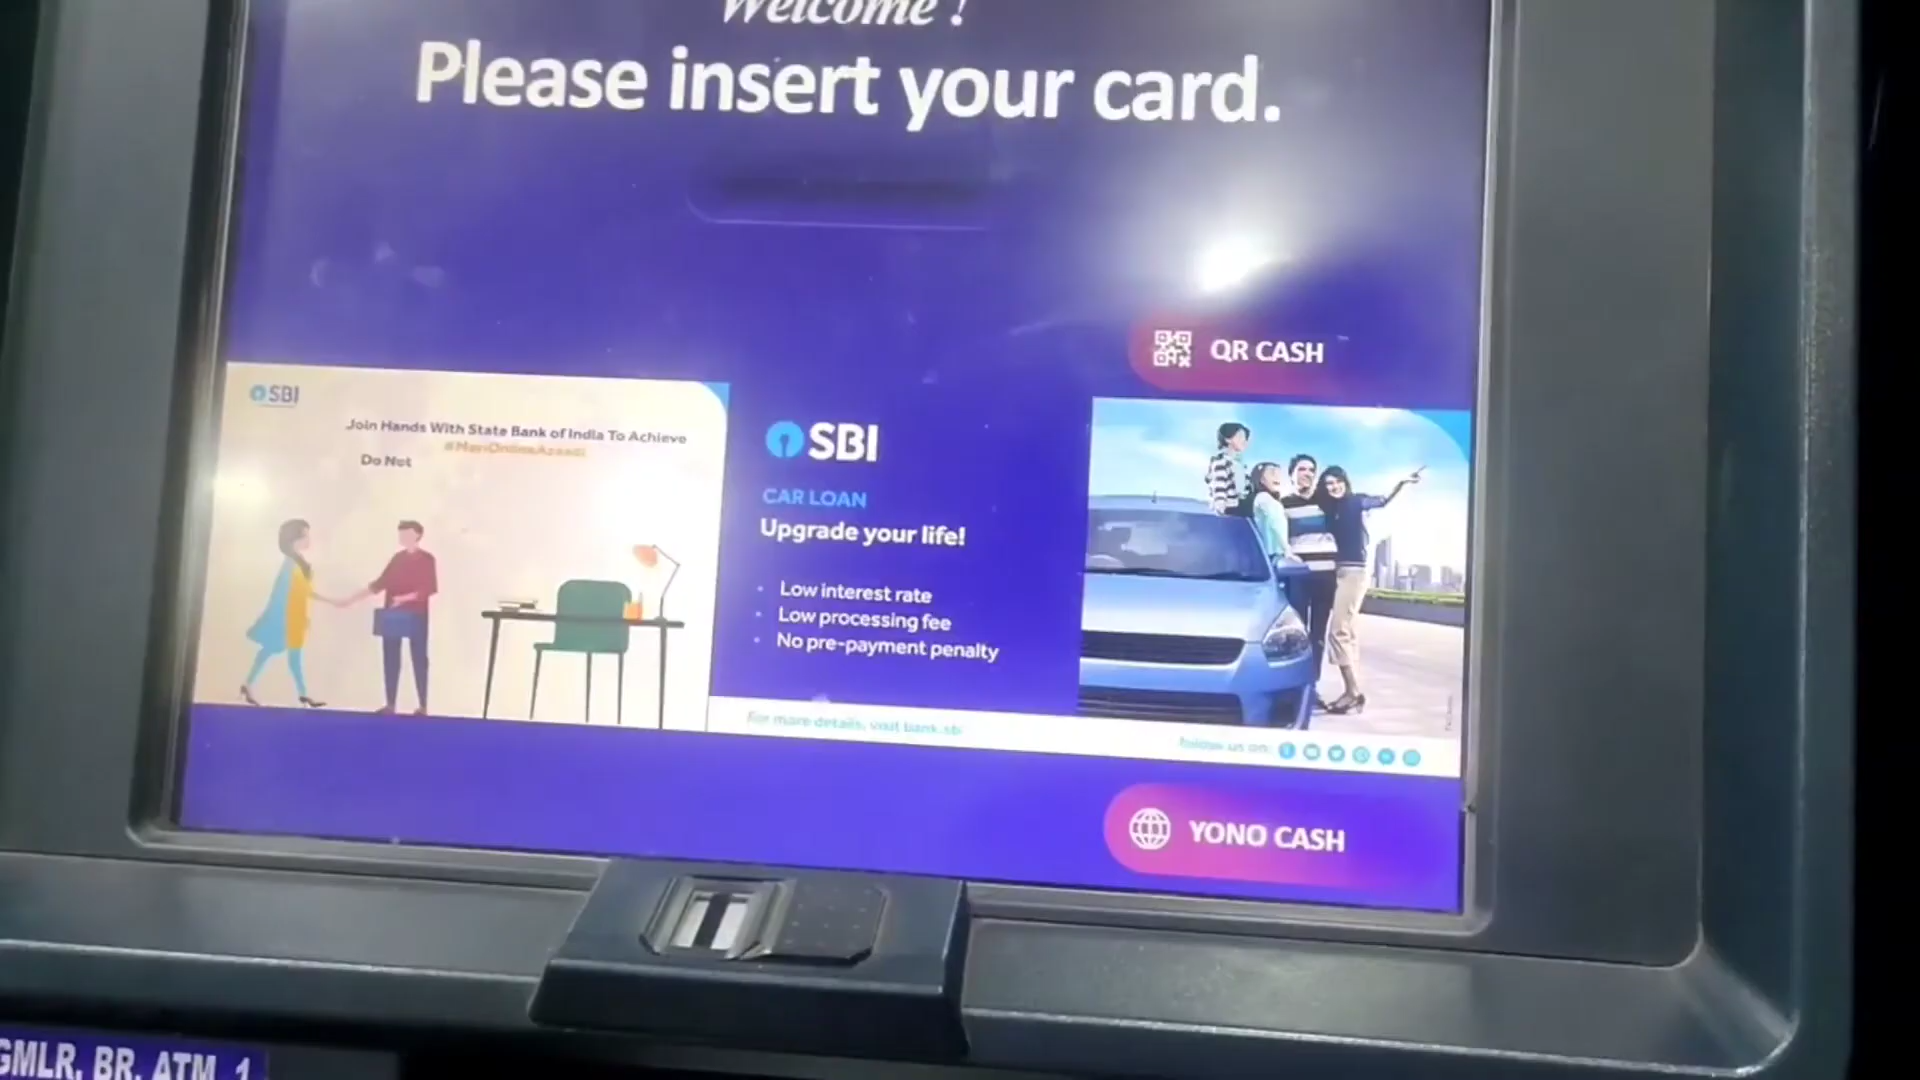 Welcome !
Please insert your card.
QR CASH
SBI
Join Hands With State Bank of India To Achieve
#MeriOnlineAzaadi
Do Not
SBI
CAR LOAN
Upgrade your life!
• Low interest rate
• Low processing fee
• No pre-payment penalty
For more details, visit bank.sbi
follow us on:
YONO CASH
GMLR, BR, ATM 1